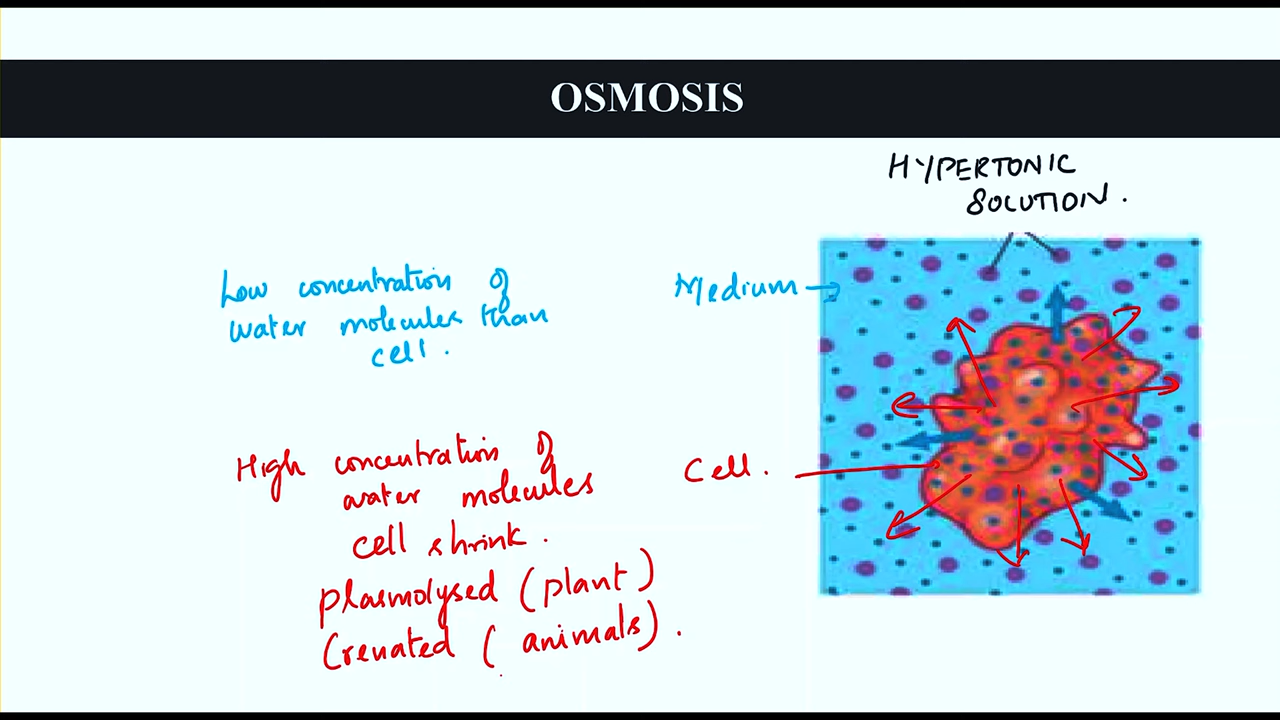 OSMOSIS
HYPERTONIC
SOLUTION.
Low concentration of
water molecules than
cell.
Medium
High concentration of
water molecules
cell shrink.
plasmolysed (plant)
Crenated (animals).
Cell.